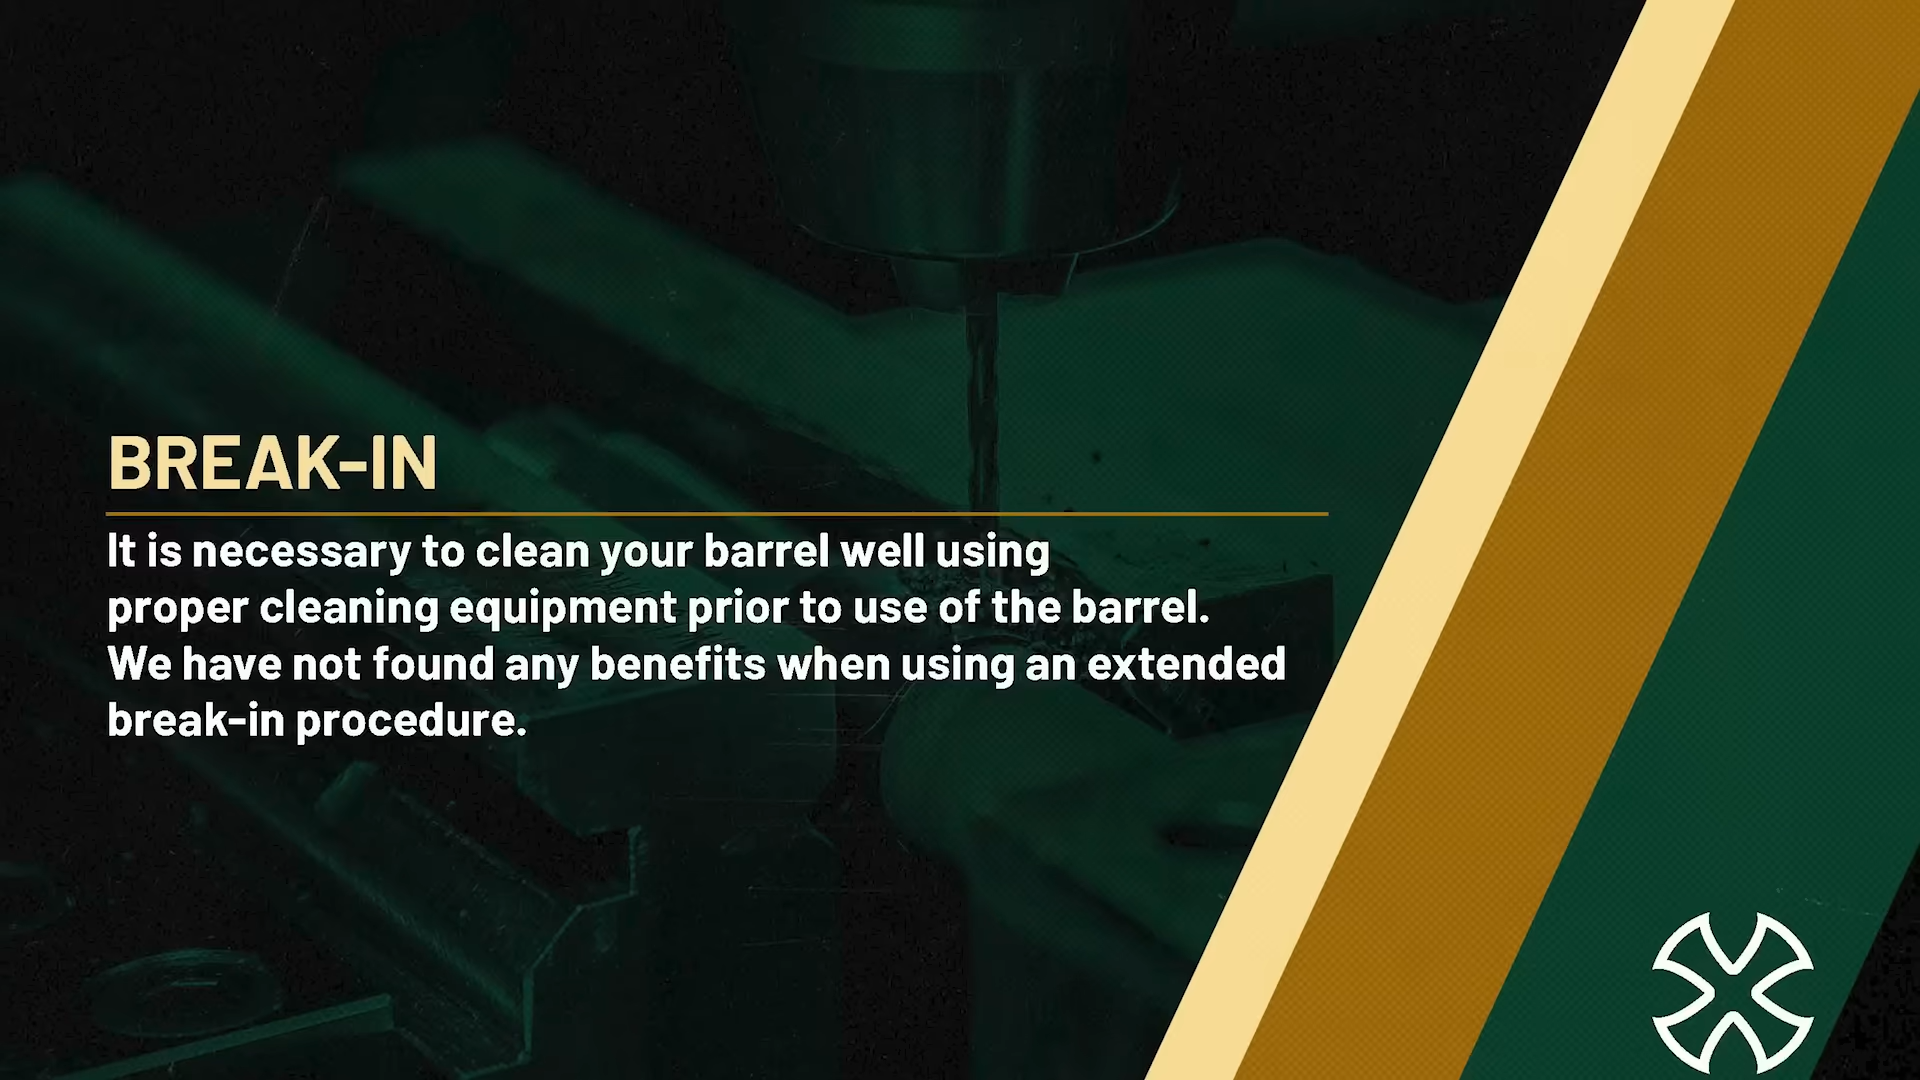 BREAK-IN
It is necessary to clean your barrel well using
proper cleaning equipment prior to use of the barrel.
We have not found any benefits when using an extended
break-in procedure.